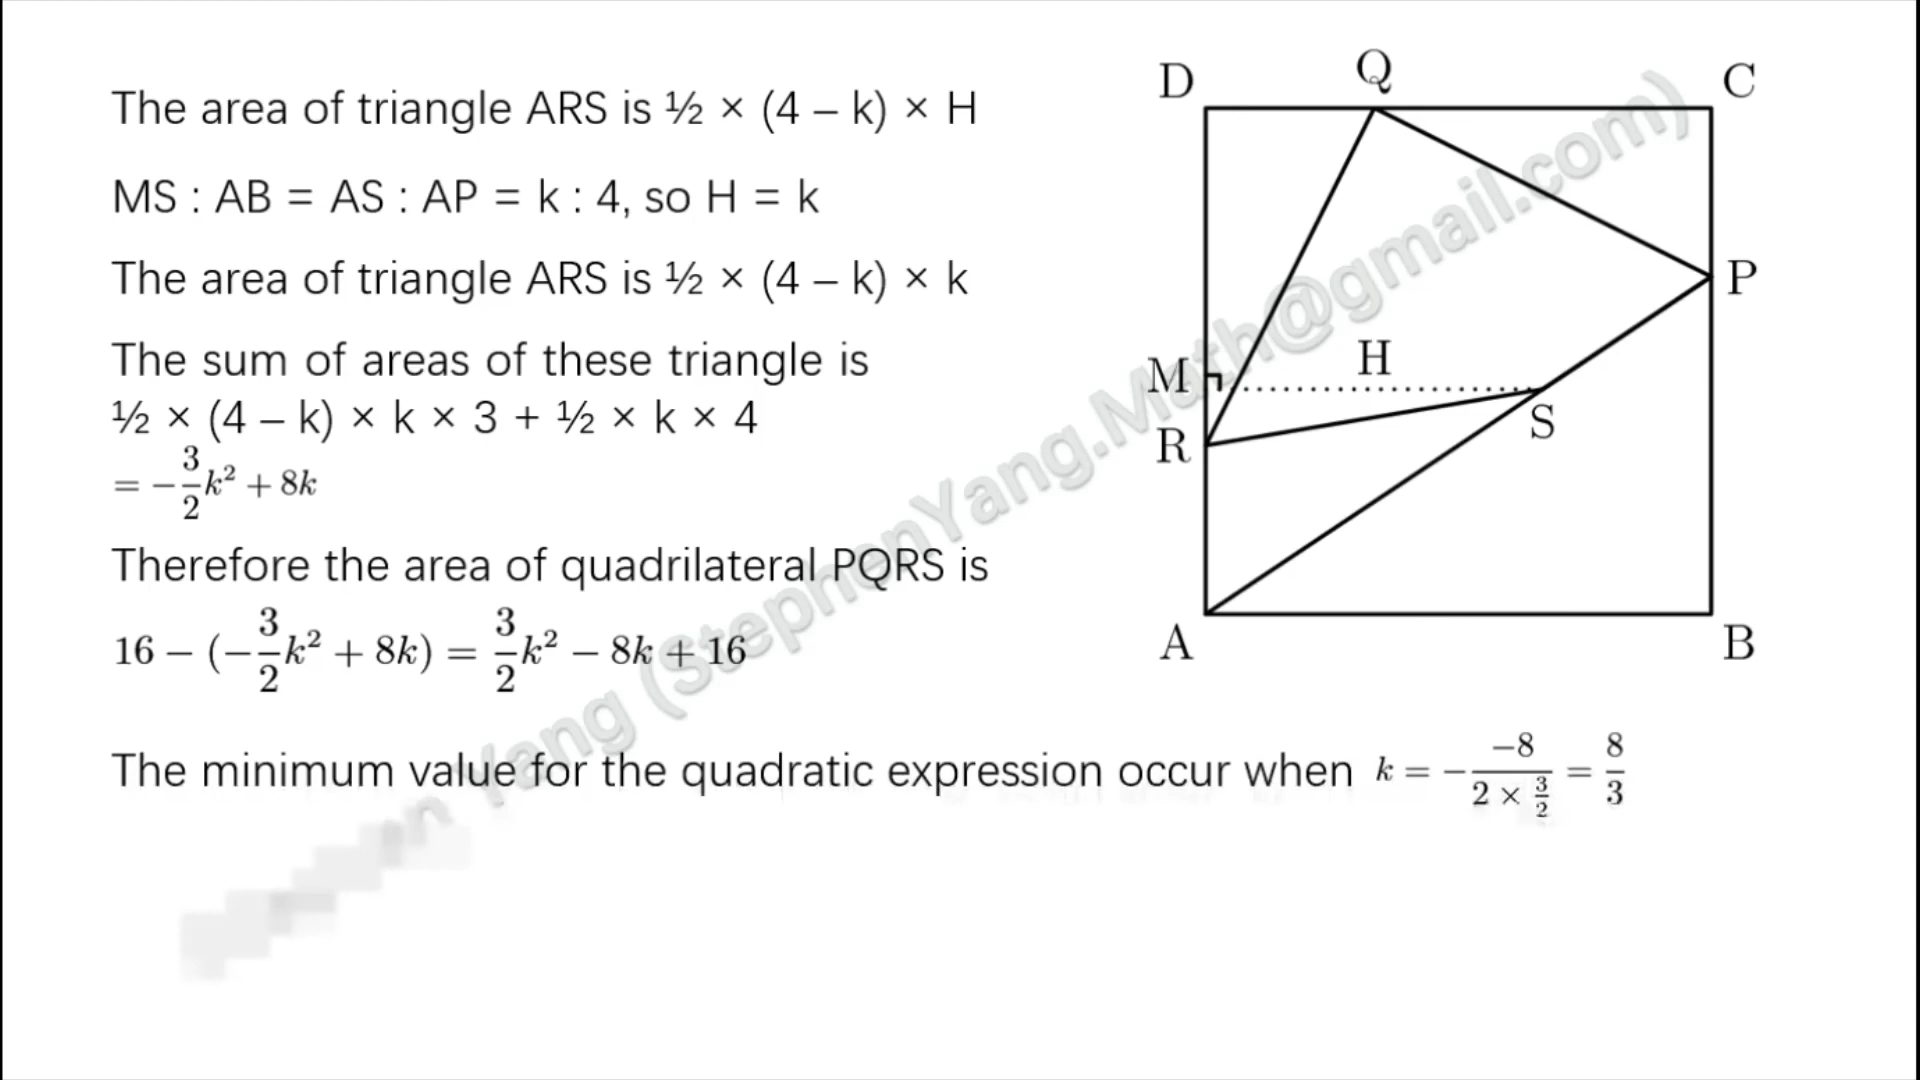 The area of triangle ARS is ½ × (4 – k) × H
MS : AB = AS : AP = k : 4, so H = k
The area of triangle ARS is ½ × (4 – k) × k
The sum of areas of these triangle is
½ × (4 – k) × k × 3 + ½ × k × 4
= −3/2k² + 8k
Therefore the area of quadrilateral PQRS is
16 − (−3/2k² + 8k) = 3/2k² − 8k + 16
The minimum value for the quadratic expression occur when k = −−8/(2 × 3/2) = 8/3
D
Q
C
P
M
H
S
R
A
B
Yang (StephenYang.Math@gmail.com)